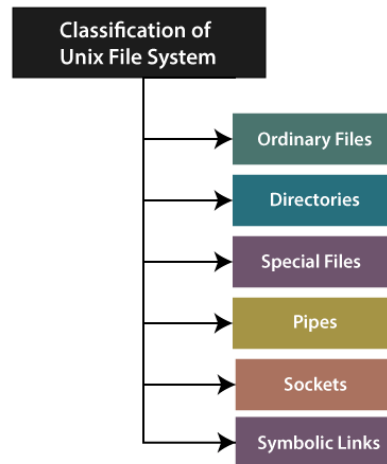 Classification of
Unix File System
Ordinary Files
Directories
Special Files
Pipes
Sockets
Symbolic Links